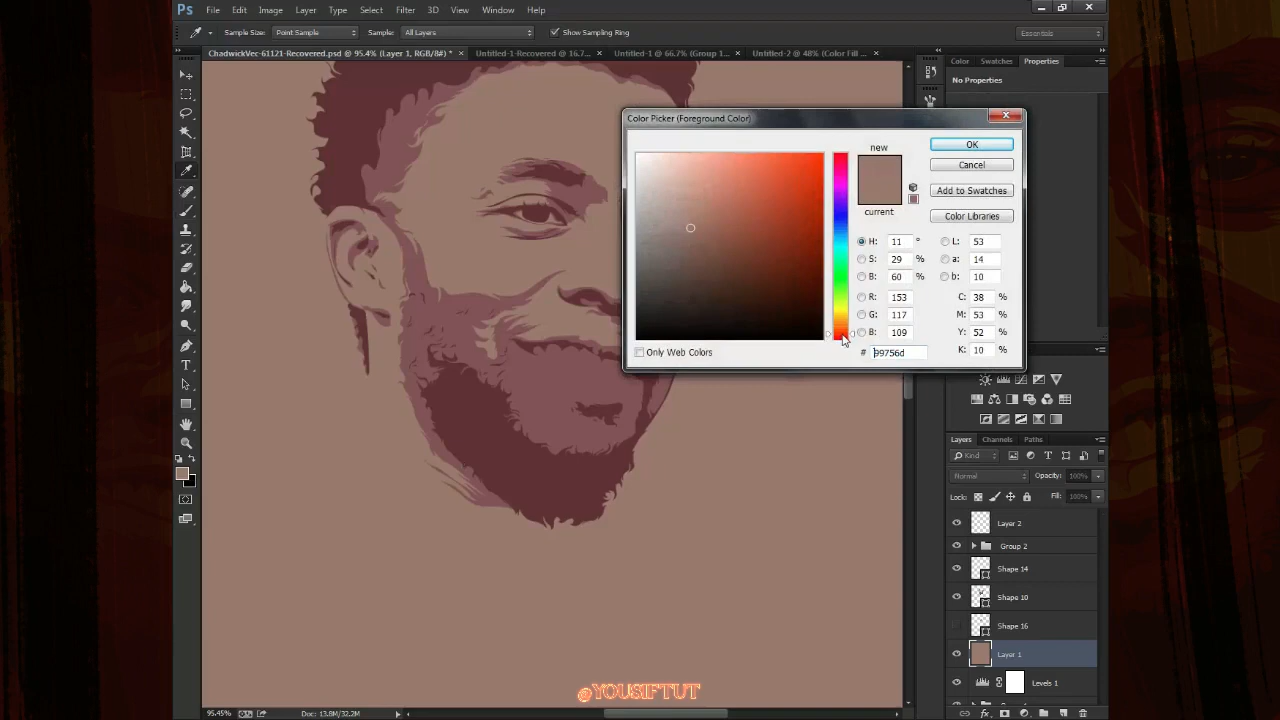 Ps File Edit Image Layer Type Select Filter 3D View Window Help
Sample Size: Point Sample Sample: All Layers Show Sampling Ring Essentials
ChadwickVec-61121-Recovered.psd @ 95.4% (Layer 1, RGB/8#) * × Untitled-1-Recovered @ 16.7... × Untitled-1 @ 66.7% (Group 1... × Untitled-2 @ 48% (Color Fill ... ×
Color Swatches Properties
No Properties
Color Picker (Foreground Color)
new
current
OK
Cancel
Add to Swatches
Color Libraries
H: 11 ° L: 53
S: 29 % a: 14
B: 60 % b: 10
R: 153 C: 38 %
G: 117 M: 53 %
B: 109 Y: 52 %
# 99756d K: 10 %
Only Web Colors
Layers Channels Paths
Kind
Normal Opacity: 100%
Lock: Fill: 100%
Layer 2
Group 2
Shape 14
Shape 10
Shape 16
Layer 1
Levels 1
@YOUSIFTUT
95.45% Doc: 13.8M/32.2M